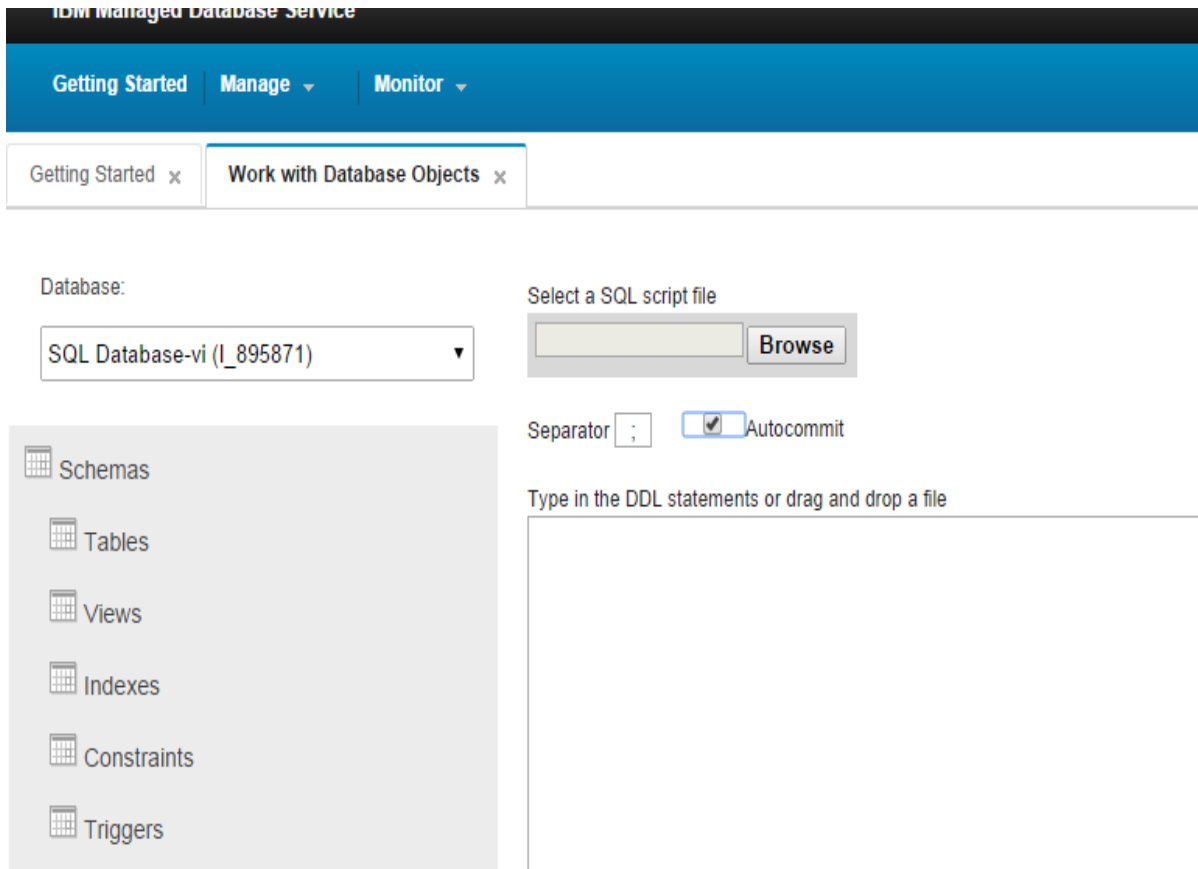 IBM Managed Database Service
Getting Started Manage Monitor
Getting Started x Work with Database Objects x
Database:
SQL Database-vi (I_895871)
Schemas
Tables
Views
Indexes
Constraints
Triggers
Select a SQL script file
Browse
Separator ; Autocommit
Type in the DDL statements or drag and drop a file